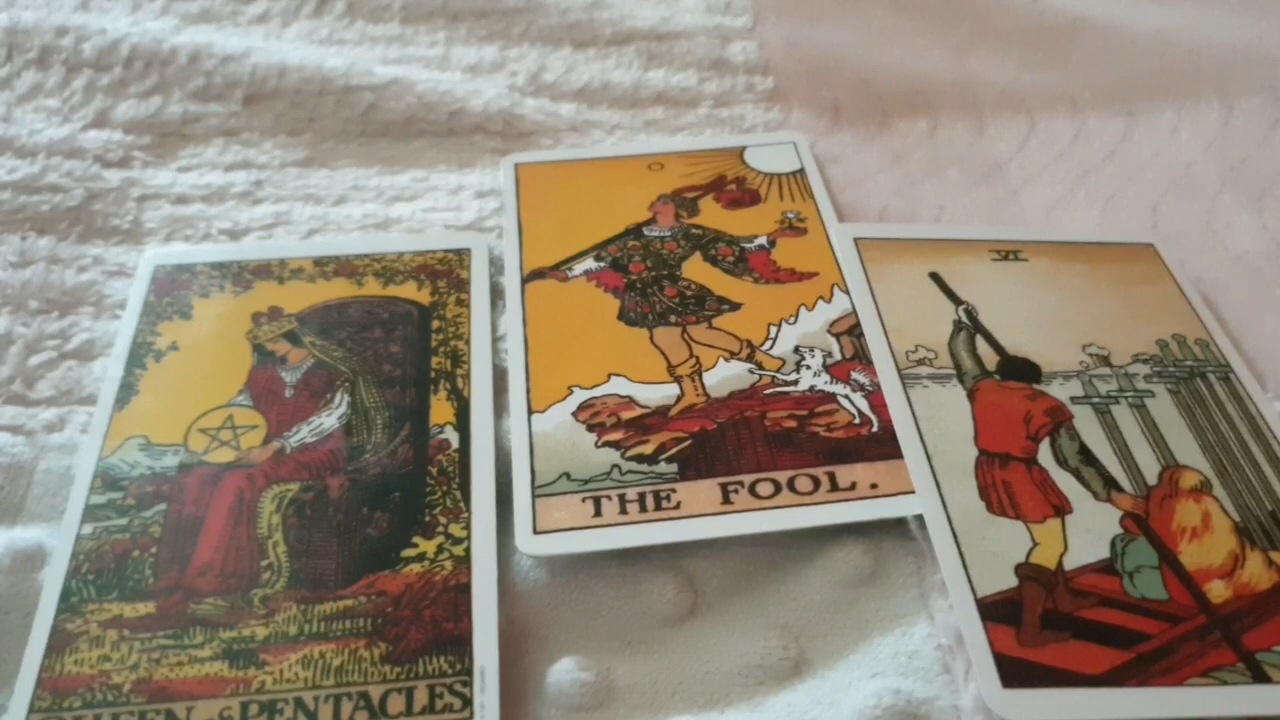 QUEEN of PENTACLES
THE FOOL.
VI